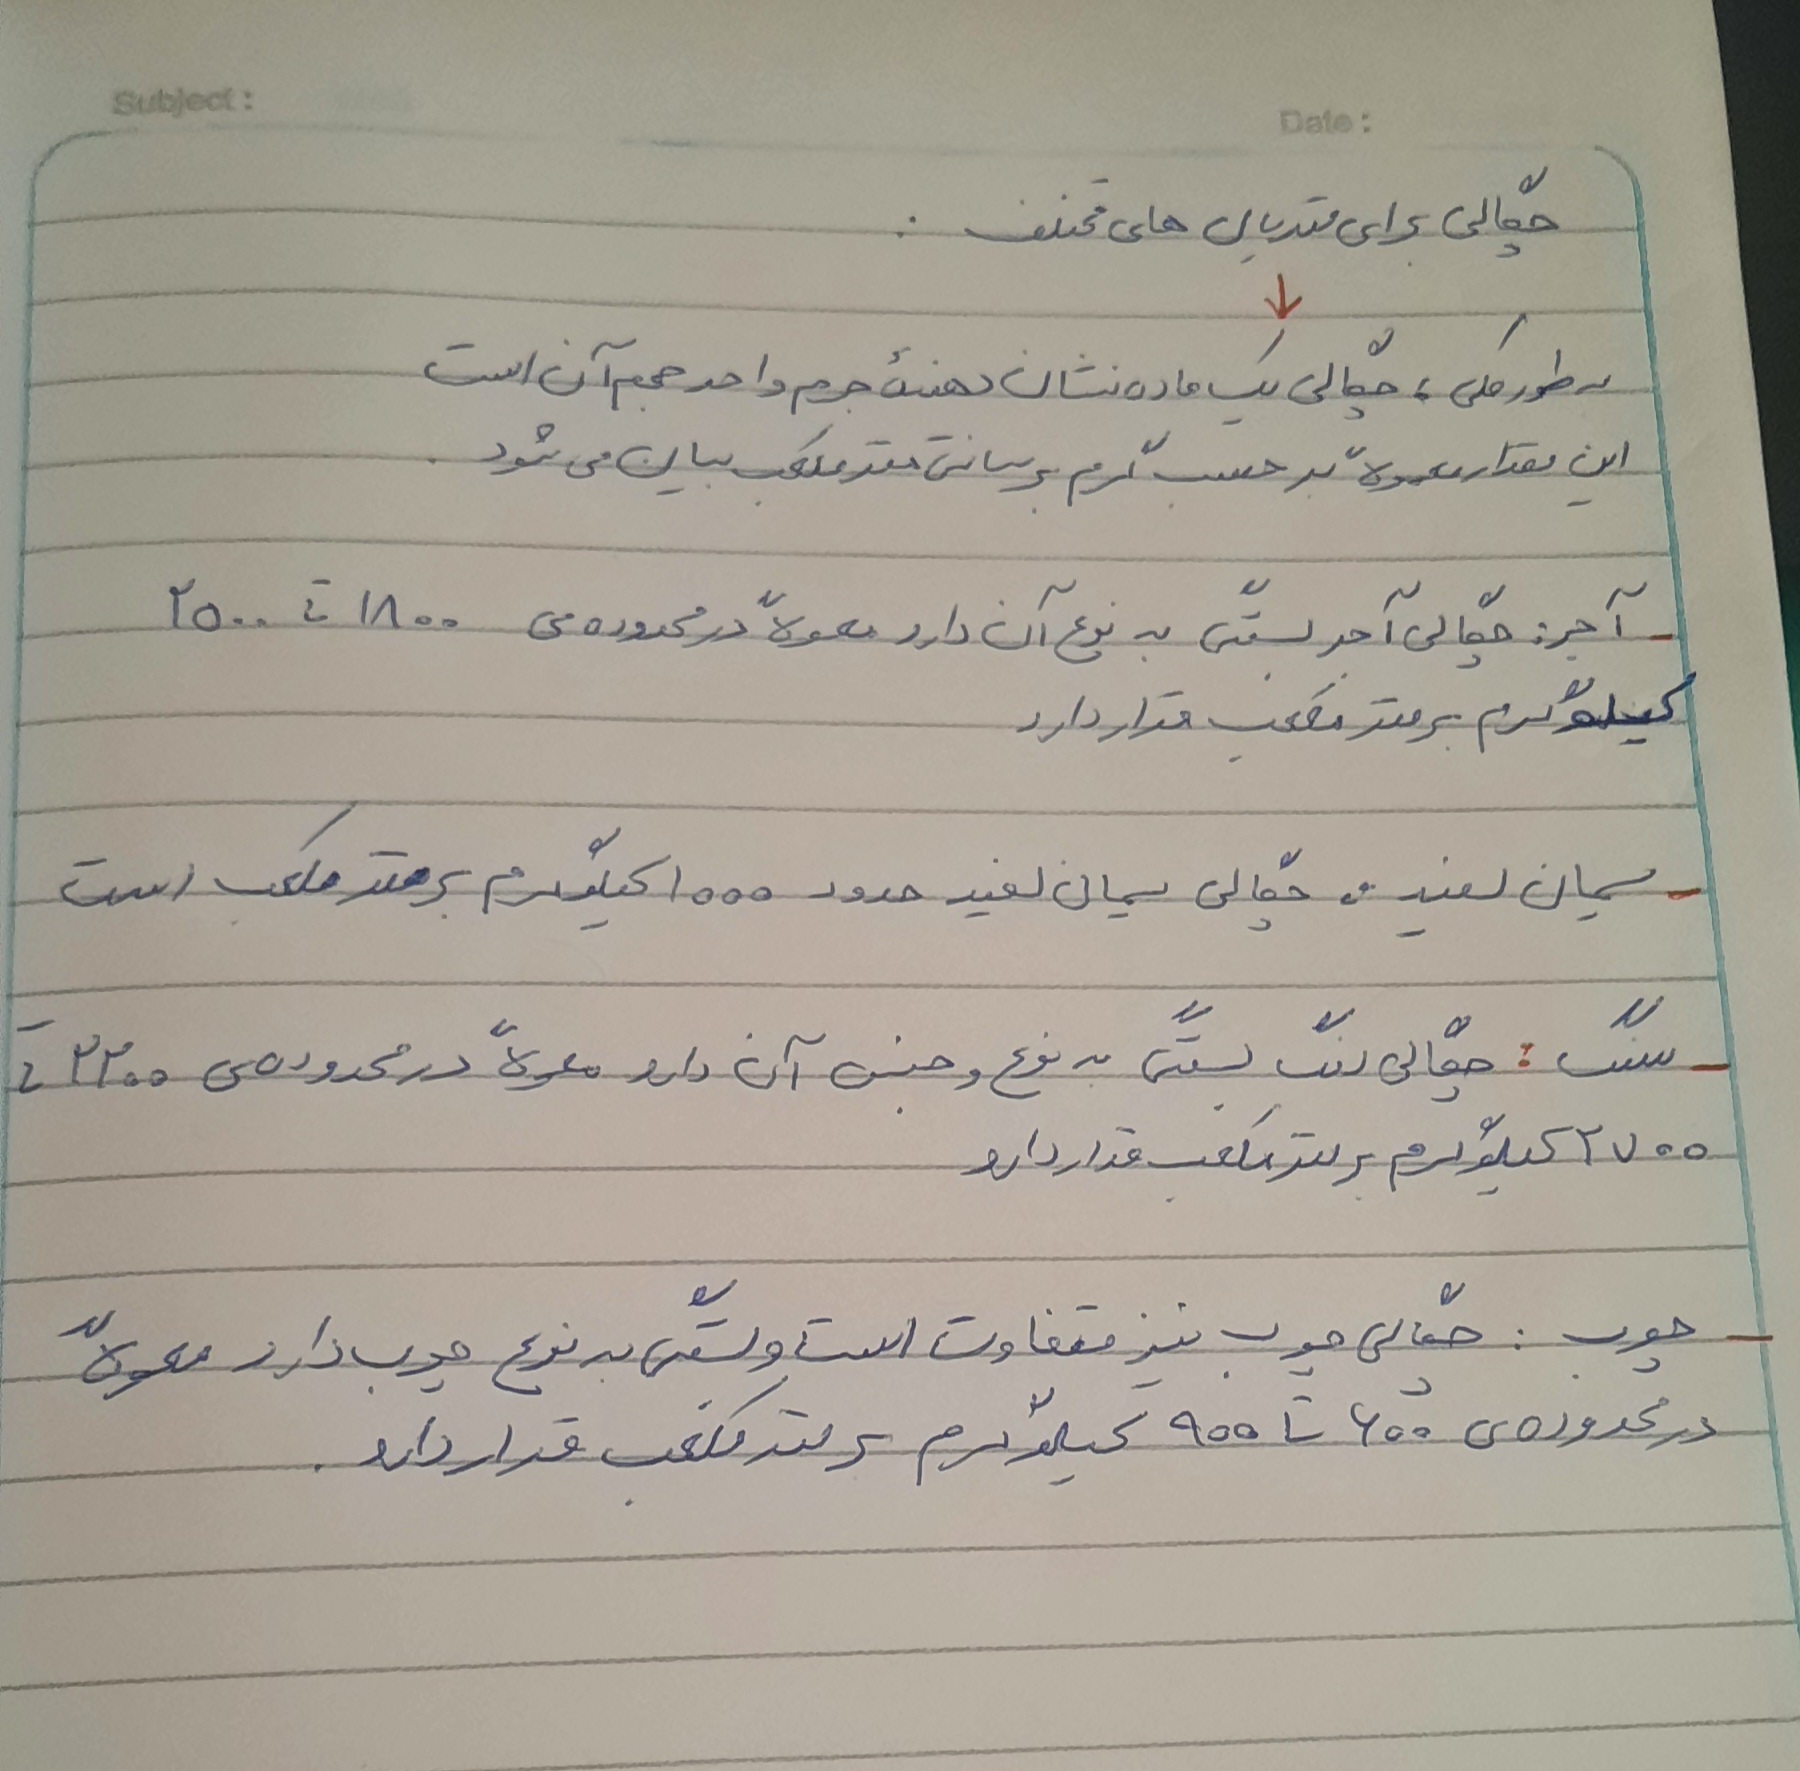 Subject :
Date :
چگالی برای متریال های مختلف :
به طور کلی ، چگالی یک ماده نشان دهندۀ جرم واحد حجم آن است
این مقدار معمولاً بر حسب گرم بر سانتی متر مکعب بیان می شود .
- آجر : چگالی آجر بستگی به نوع آن دارد معمولاً در محدوده ی ۱۸۰۰ تا ۲۵۰۰
کیلوگرم بر متر مکعب قرار دارد
- سیمان سفید : چگالی سیمان سفید حدود ۱۰۰۰ کیلوگرم بر متر مکعب است
- سنگ : چگالی سنگ بستگی به نوع و جنس آن دارد معمولاً در محدوده ی ۲۲۰۰ تا
۲۷۰۰ کیلوگرم بر متر مکعب قرار دارد
- چوب : چگالی چوب نیز متفاوت است و بستگی به نوع چوب دارد معمولاً
در محدوده ی ۶۰۰ تا ۹۰۰ کیلوگرم بر متر مکعب قرار دارد .